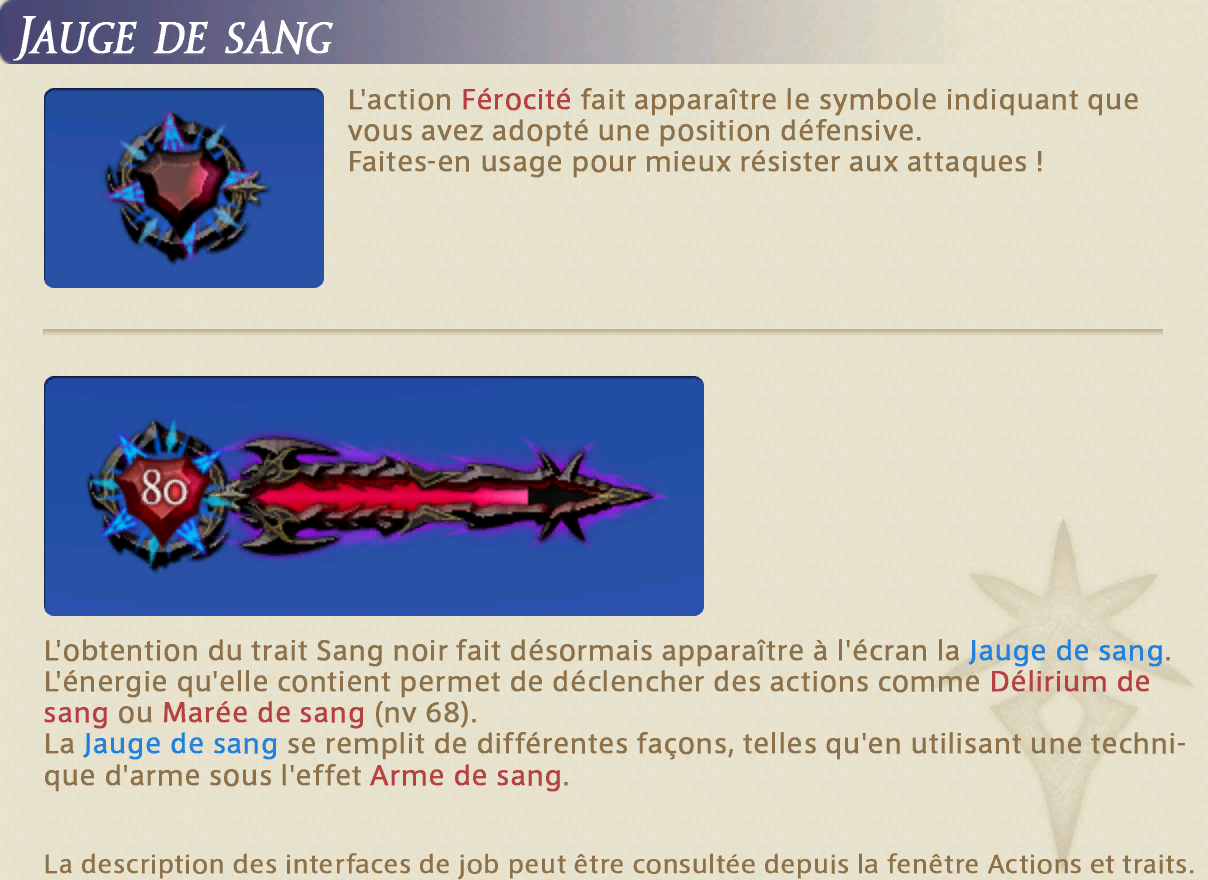 JAUGE DE SANG
L'action Férocité fait apparaître le symbole indiquant que
vous avez adopté une position défensive.
Faites-en usage pour mieux résister aux attaques !
80
L'obtention du trait Sang noir fait désormais apparaître à l'écran la Jauge de sang.
L'énergie qu'elle contient permet de déclencher des actions comme Délirium de
sang ou Marée de sang (nv 68).
La Jauge de sang se remplit de différentes façons, telles qu'en utilisant une techni-
que d'arme sous l'effet Arme de sang.
La description des interfaces de job peut être consultée depuis la fenêtre Actions et traits.